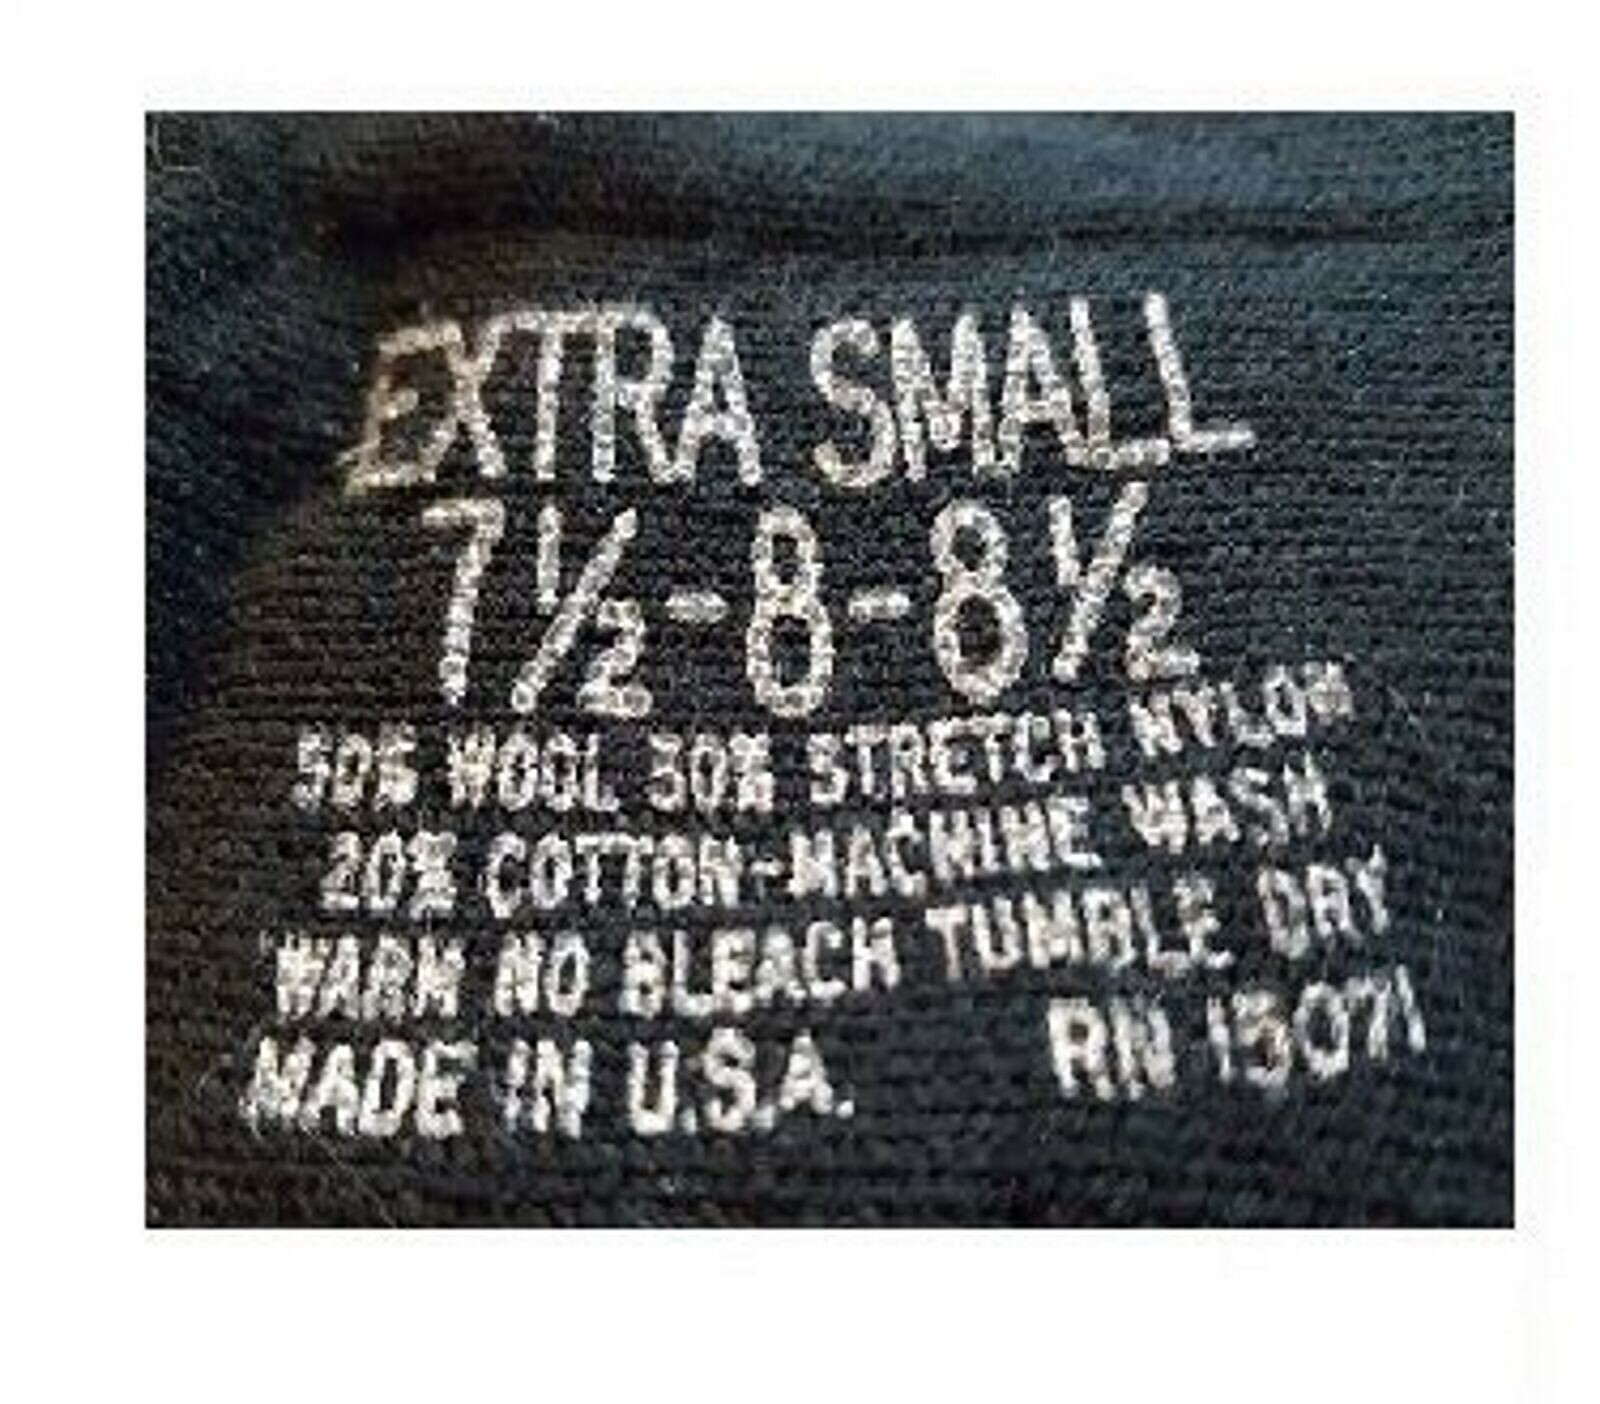 EXTRA SMALL
7½-8-8½
50% WOOL 30% STRETCH NYLON
20% COTTON-MACHINE WASH
WARM NO BLEACH TUMBLE DRY
MADE IN U.S.A. RN 15071